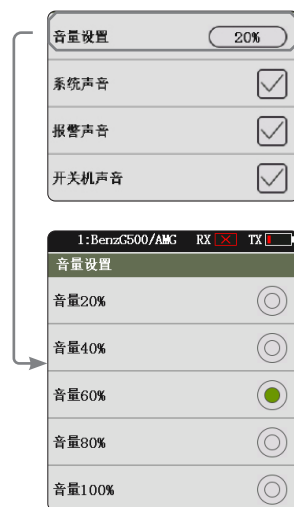 音量设置 20%
系统声音
报警声音
开关机声音
1:BenzG500/AMG RX TX
音量设置
音量20%
音量40%
音量60%
音量80%
音量100%